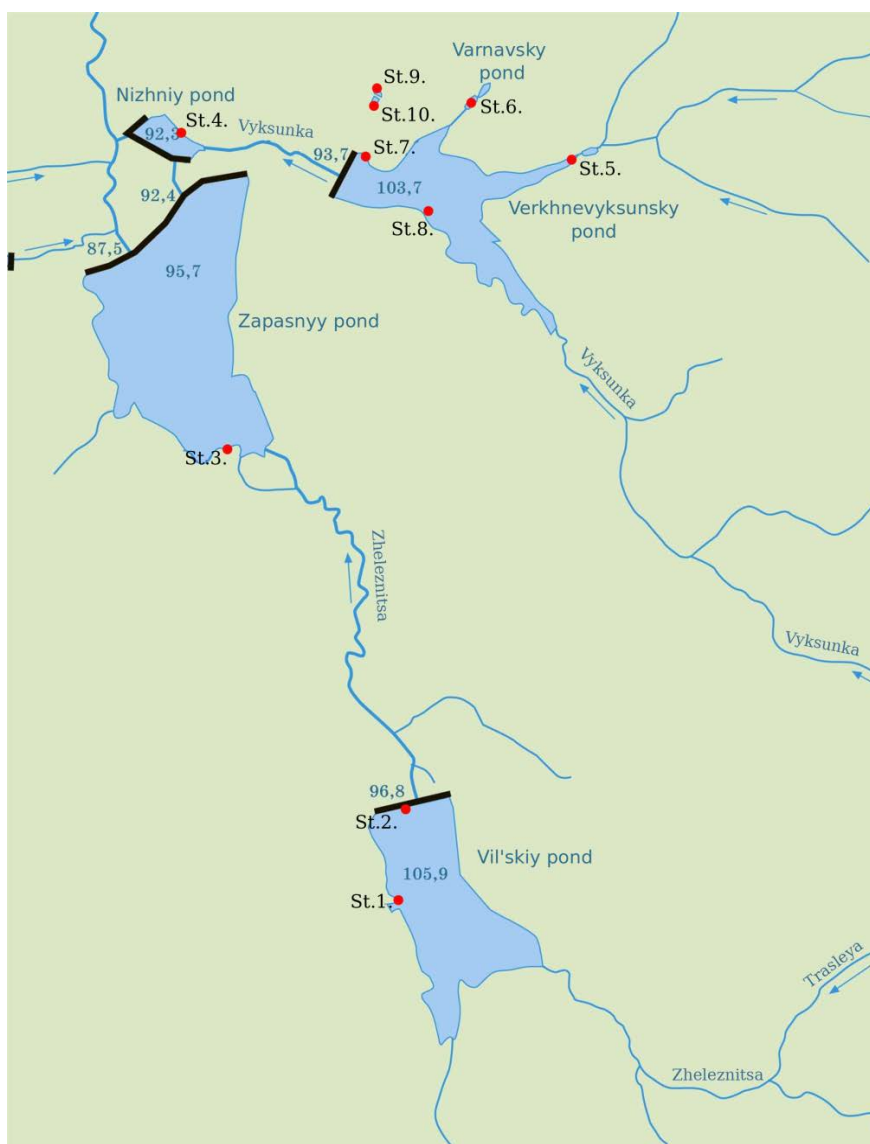 Varnavsky
pond
St.9.
Nizhniy pond
St.10.
St.6.
92,3
St.4.
Vyksunka
93,7
St.7.
St.5.
103,7
92,4
Verkhnevyksunsky
pond
St.8.
87,5
95,7
Zapasnyy pond
Vyksunka
St.3.
Zheleznitsa
Vyksunka
96,8
St.2.
Vil'skiy pond
105,9
St.1.
Trasleya
Zheleznitsa